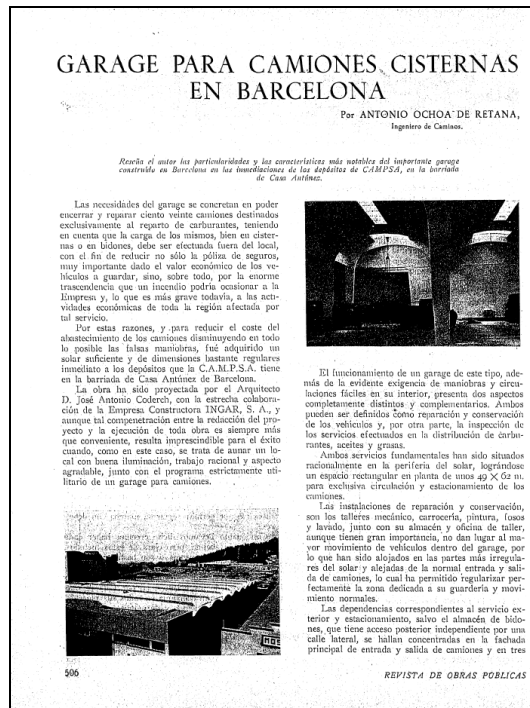 GARAGE PARA CAMIONES CISTERNAS
EN BARCELONA
Por ANTONIO OCHOA DE RETANA,
Ingeniero de Caminos.
Reseña el autor las particularidades y las características más notables del importante garage
construído en Barcelona en las inmediaciones de los depósitos de CAMPSA, en la barriada
de Casa Antúnez.
Las necesidades del garage se concretan en poder
encerrar y reparar ciento veinte camiones destinados
exclusivamente al reparto de carburantes, teniendo
en cuenta que la carga de los mismos, bien en cister-
nas o en bidones, debe ser efectuada fuera del local,
con el fin de reducir no sólo la póliza de seguros,
muy importante dado el valor económico de los ve-
hículos a guardar, sino, sobre todo, por la enorme
trascendencia que un incendio podría ocasionar a la
Empresa y, lo que es más grave todavía, a las acti-
vidades económicas de toda la región afectada por
tal servicio.
Por estas razones, y para reducir el coste del
abastecimiento de los camiones disminuyendo en todo
lo posible las falsas maniobras, fué adquirido un
solar suficiente y de dimensiones bastante regulares
inmediato a los depósitos que la C.A.M.P.S.A. tiene
en la barriada de Casa Antúnez de Barcelona.
La obra ha sido proyectada por el Arquitecto
D. José Antonio Coderch, con la estrecha colabora-
ción de la Empresa Constructora INGAR, S. A., y
aunque tal compenetración entre la redacción del pro-
yecto y la ejecución de toda obra es siempre más
que conveniente, resulta imprescindible para el éxito
cuando, como en este caso, se trata de aunar un lo-
cal con buena iluminación, trabajo racional y aspecto
agradable, junto con el programa estrictamente uti-
litario de un garage para camiones.
El funcionamiento de un garage de este tipo, ade-
más de la evidente exigencia de maniobras y circu-
laciones fáciles en su interior, presenta dos aspectos
completamente distintos y complementarios. Ambos
pueden ser definidos como reparación y conservación
de los vehículos y, por otra parte, la inspección de
los servicios efectuados en la distribución de carbu-
rantes, aceites y grasas.
Ambos servicios fundamentales han sido situados
racionalmente en la periferia del solar, lográndose
un espacio rectangular en planta de unos 49 × 62 m.
para exclusiva circulación y estacionamiento de los
camiones.
Las instalaciones de reparación y conservación,
son los talleres mecánico, carrocería, pintura, fosos
y lavado, junto con su almacén y oficina de taller,
aunque tienen gran importancia, no dan lugar al ma-
yor movimiento de vehículos dentro del garage, por
lo que han sido alojados en las partes más irregula-
res del solar y alejadas de la normal entrada y sali-
da de camiones, lo cual ha permitido regularizar per-
fectamente la zona dedicada a su guardería y movi-
miento normales.
Las dependencias correspondientes al servicio ex-
terior y estacionamiento, salvo el almacén de bido-
nes, que tiene acceso posterior independiente por una
calle lateral, se hallan concentradas en la fachada
principal de entrada y salida de camiones y en tres
506
REVISTA DE OBRAS PÚBLICAS